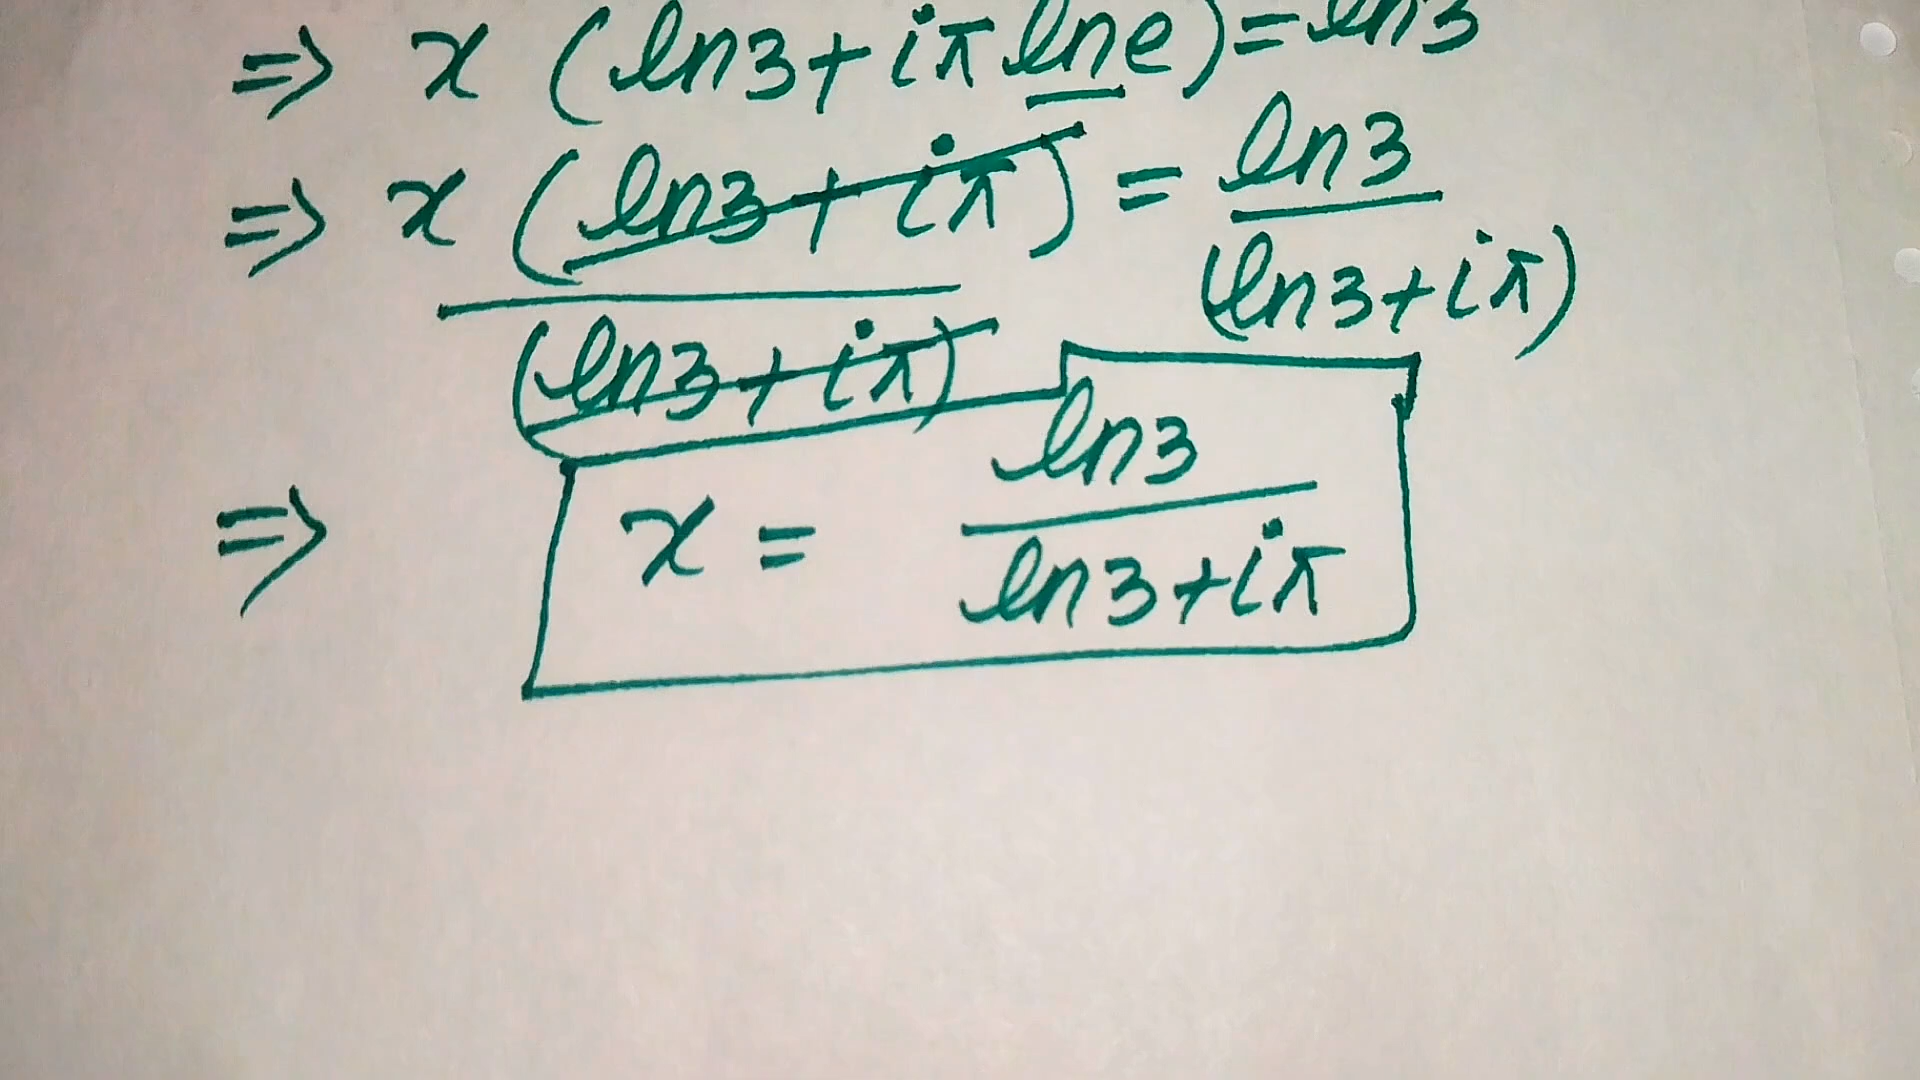 ⇒ x (ln3+iπ lne)=ln3
⇒ x (ln3+iπ) / (ln3+iπ) = ln3 / (ln3+iπ)
⇒ x = ln3 / ln3+iπ